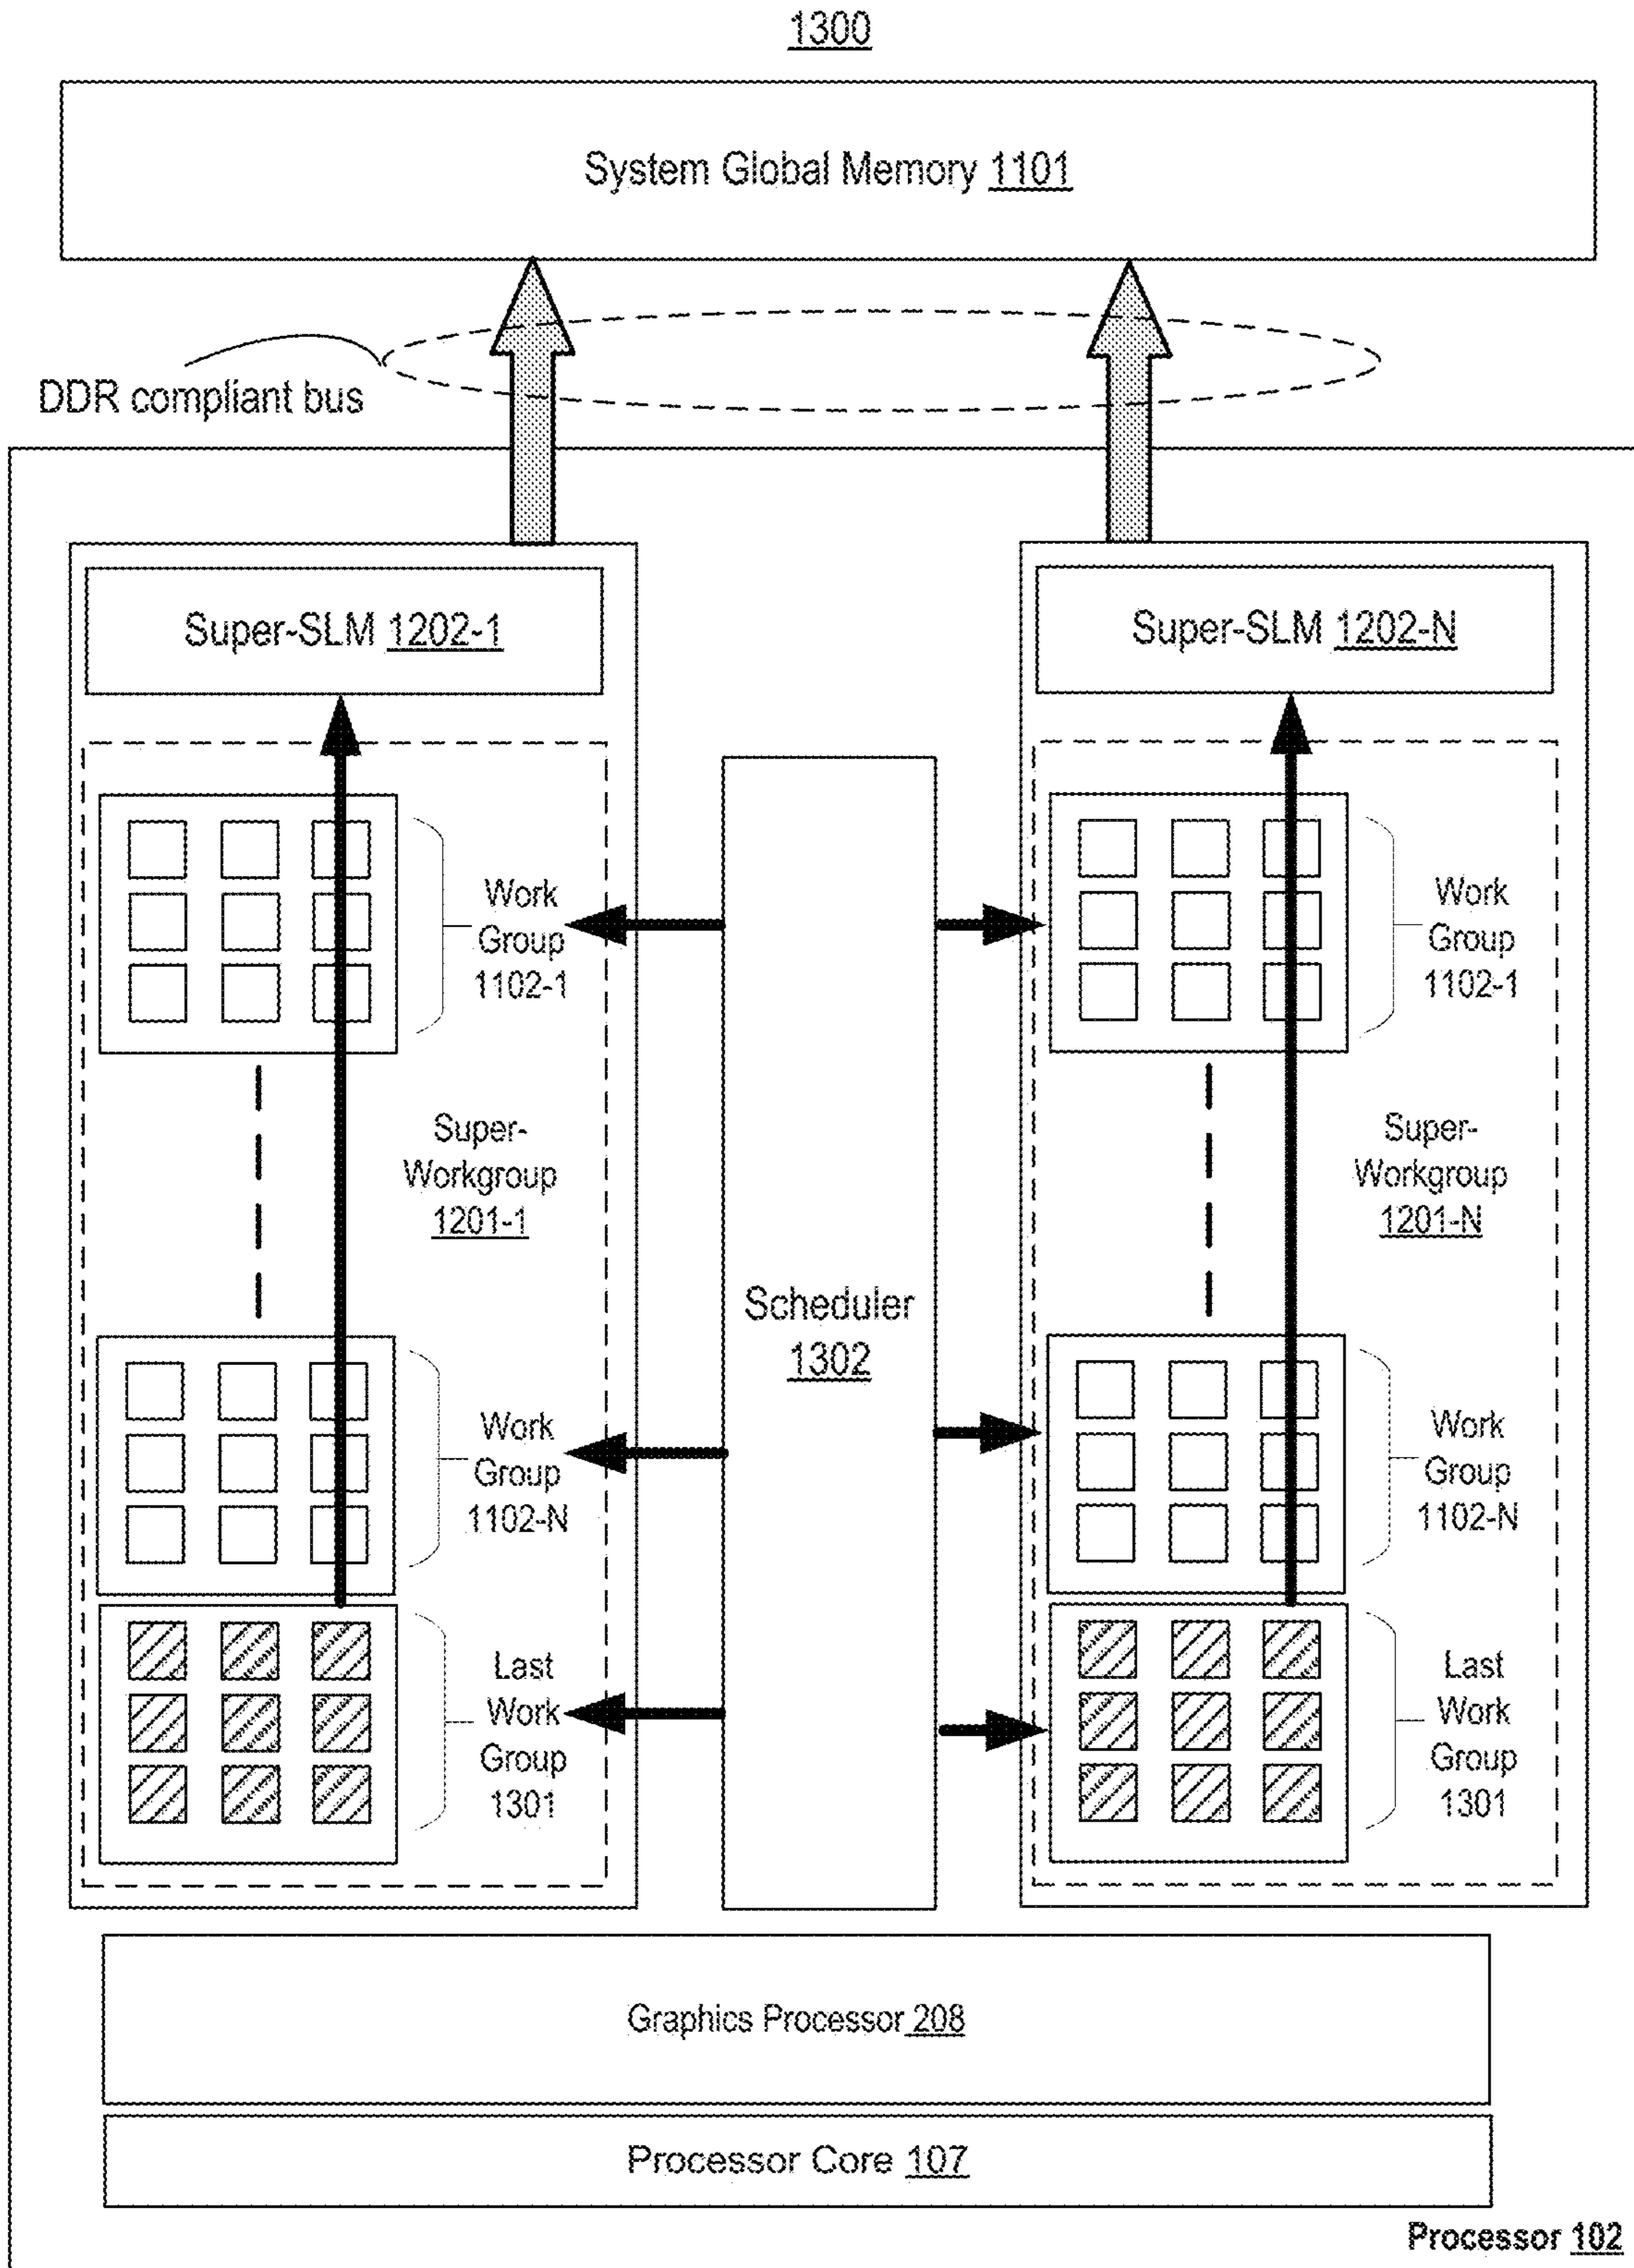 1300
System Global Memory 1101
DDR compliant bus
Super-SLM 1202-1
Super-SLM 1202-N
Work
Group
1102-1
Work
Group
1102-1
Super-
Workgroup
1201-1
Super-
Workgroup
1201-N
Scheduler
1302
Work
Group
1102-N
Work
Group
1102-N
Last
Work
Group
1301
Last
Work
Group
1301
Graphics Processor 208
Processor Core 107
Processor 102